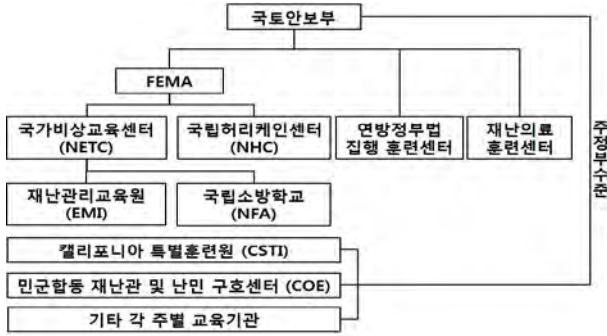 국토안보부
FEMA
국가비상교육센터
(NETC)
국립허리케인센터
(NHC)
연방정부법
집행 훈련센터
재난의료
훈련센터
주정부수준
재난관리교육원
(EMI)
국립소방학교
(NFA)
캘리포니아 특별훈련원 (CSTI)
민군합동 재난관 및 난민 구호센터 (COE)
기타 각 주별 교육기관